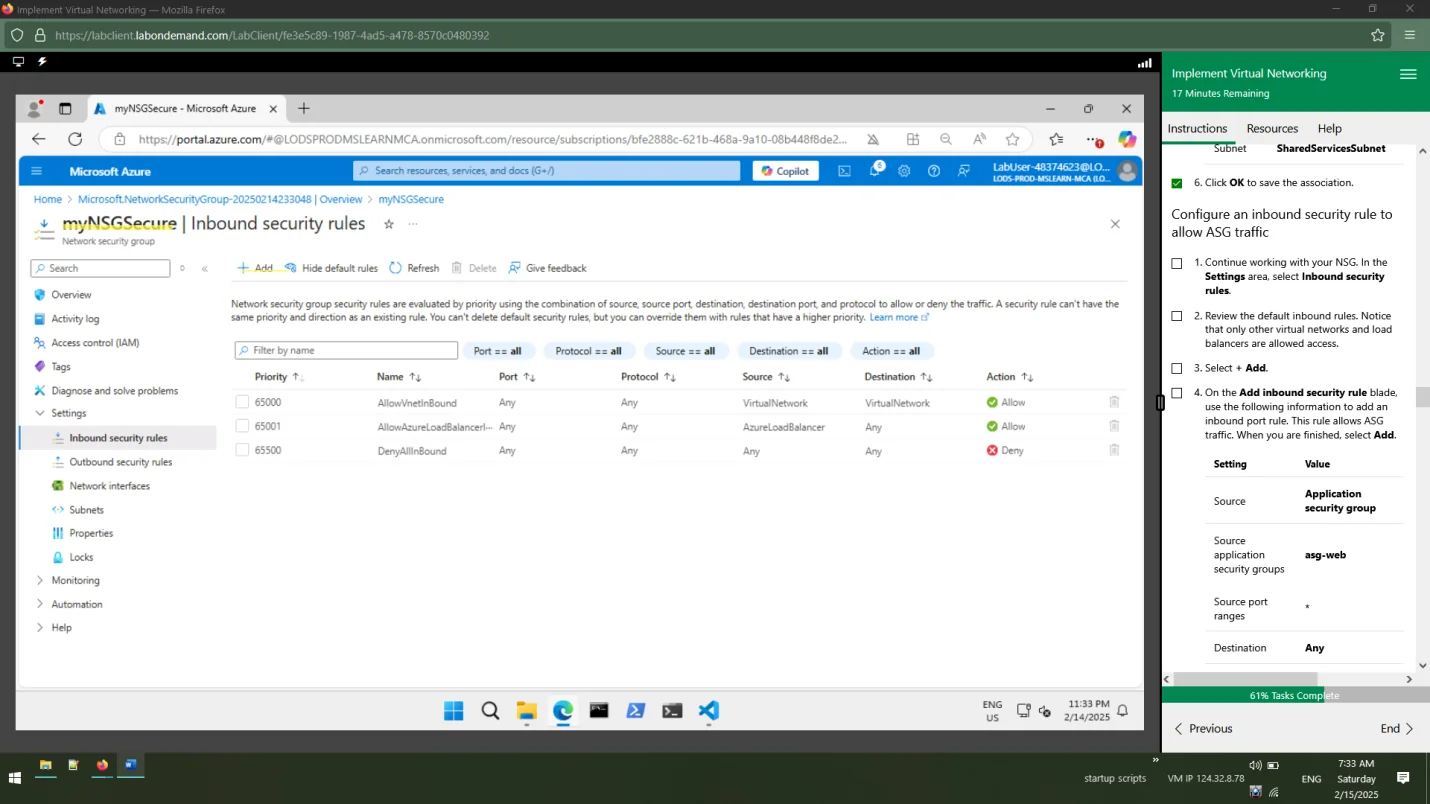 Implement Virtual Networking — Mozilla Firefox
https://labclient.labondemand.com/LabClient/fe3e5c89-1987-4ad5-a478-8570c0480392
myNSGSecure - Microsoft Azure
https://portal.azure.com/#@LODSPRODMSLEARNMCA.onmicrosoft.com/resource/subscriptions/bfe2888c-621b-468a-9a10-08b448f8de2...
Microsoft Azure
Search resources, services, and docs (G+/)
Copilot
6
LabUser-48374623@LO...
LODS-PROD-MSLEARN-MCA (LO...
Home > Microsoft.NetworkSecurityGroup-20250214233048 | Overview > myNSGSecure
myNSGSecure | Inbound security rules
Network security group
Search
Overview
Activity log
Access control (IAM)
Tags
Diagnose and solve problems
Settings
Inbound security rules
Outbound security rules
Network interfaces
Subnets
Properties
Locks
Monitoring
Automation
Help
Add Hide default rules Refresh Delete Give feedback
Network security group security rules are evaluated by priority using the combination of source, source port, destination, destination port, and protocol to allow or deny the traffic. A security rule can't have the
same priority and direction as an existing rule. You can't delete default security rules, but you can override them with rules that have a higher priority. Learn more
Filter by name
Port == all Protocol == all Source == all Destination == all Action == all
Priority Name Port Protocol Source Destination Action
65000 AllowVnetInBound Any Any VirtualNetwork VirtualNetwork Allow
65001 AllowAzureLoadBalancerI... Any Any AzureLoadBalancer Any Allow
65500 DenyAllInBound Any Any Any Any Deny
ENG
US
11:33 PM
2/14/2025
Implement Virtual Networking
17 Minutes Remaining
Instructions Resources Help
Subnet SharedServicesSubnet
6. Click OK to save the association.
Configure an inbound security rule to
allow ASG traffic
1. Continue working with your NSG. In the
Settings area, select Inbound security
rules.
2. Review the default inbound rules. Notice
that only other virtual networks and load
balancers are allowed access.
3. Select + Add.
4. On the Add inbound security rule blade,
use the following information to add an
inbound port rule. This rule allows ASG
traffic. When you are finished, select Add.
Setting Value
Source Application
security group
Source
application
security groups
asg-web
Source port
ranges
*
Destination Any
61% Tasks Complete
Previous End
startup scripts
VM IP 124.32.8.78
ENG
7:33 AM
Saturday
2/15/2025